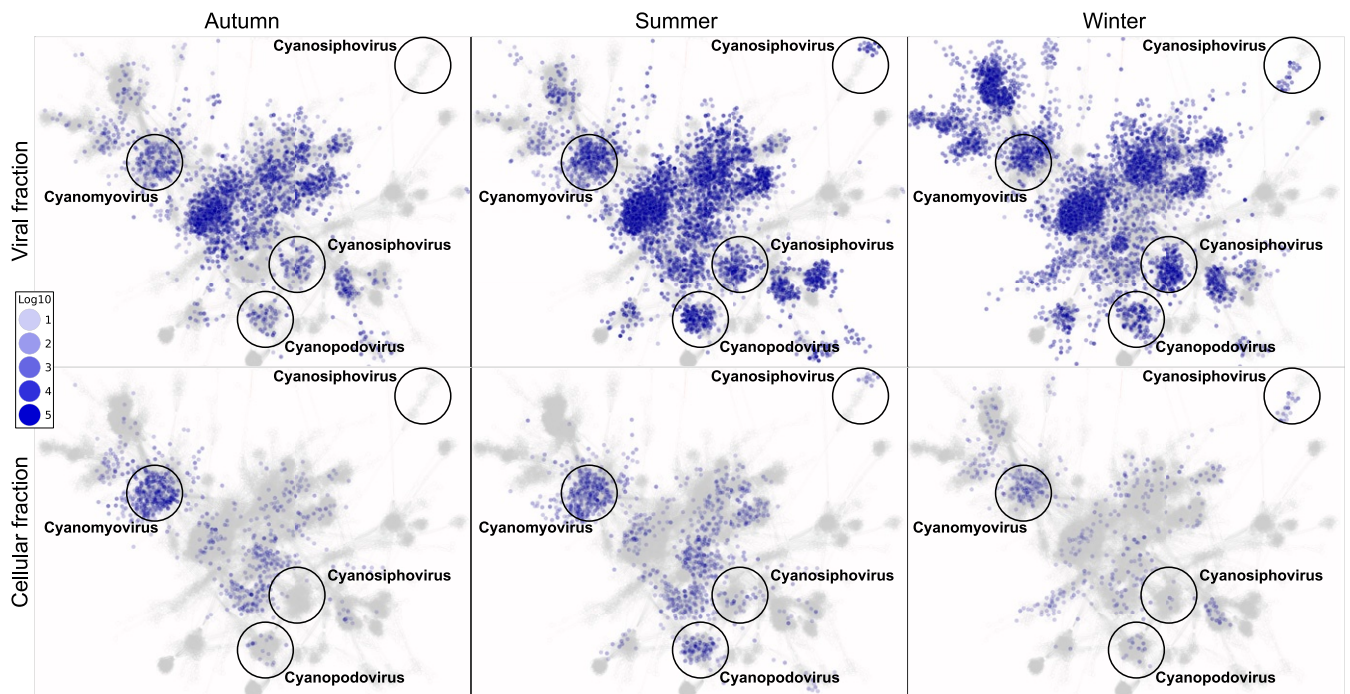 Autumn
Summer
Winter
Viral fraction
Cyanosiphovirus
Cyanomyovirus
Cyanosiphovirus
Cyanopodovirus
Cyanosiphovirus
Cyanomyovirus
Cyanosiphovirus
Cyanopodovirus
Cyanosiphovirus
Cyanomyovirus
Cyanosiphovirus
Cyanopodovirus
Log10
1
2
3
4
5
Cellular fraction
Cyanosiphovirus
Cyanomyovirus
Cyanosiphovirus
Cyanopodovirus
Cyanosiphovirus
Cyanomyovirus
Cyanosiphovirus
Cyanopodovirus
Cyanosiphovirus
Cyanomyovirus
Cyanosiphovirus
Cyanopodovirus